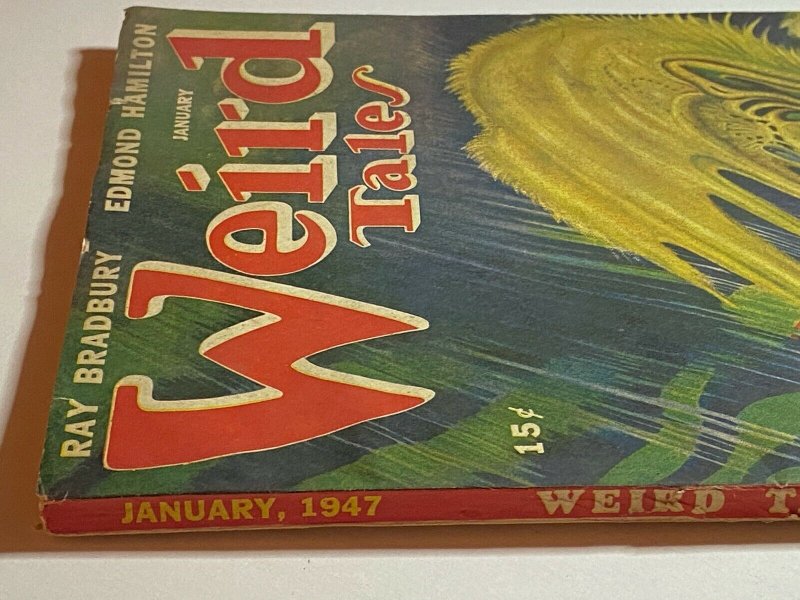 RAY BRADBURY EDMOND HAMILTON
JANUARY
Weird
Tales
15¢
JANUARY, 1947 WEIRD